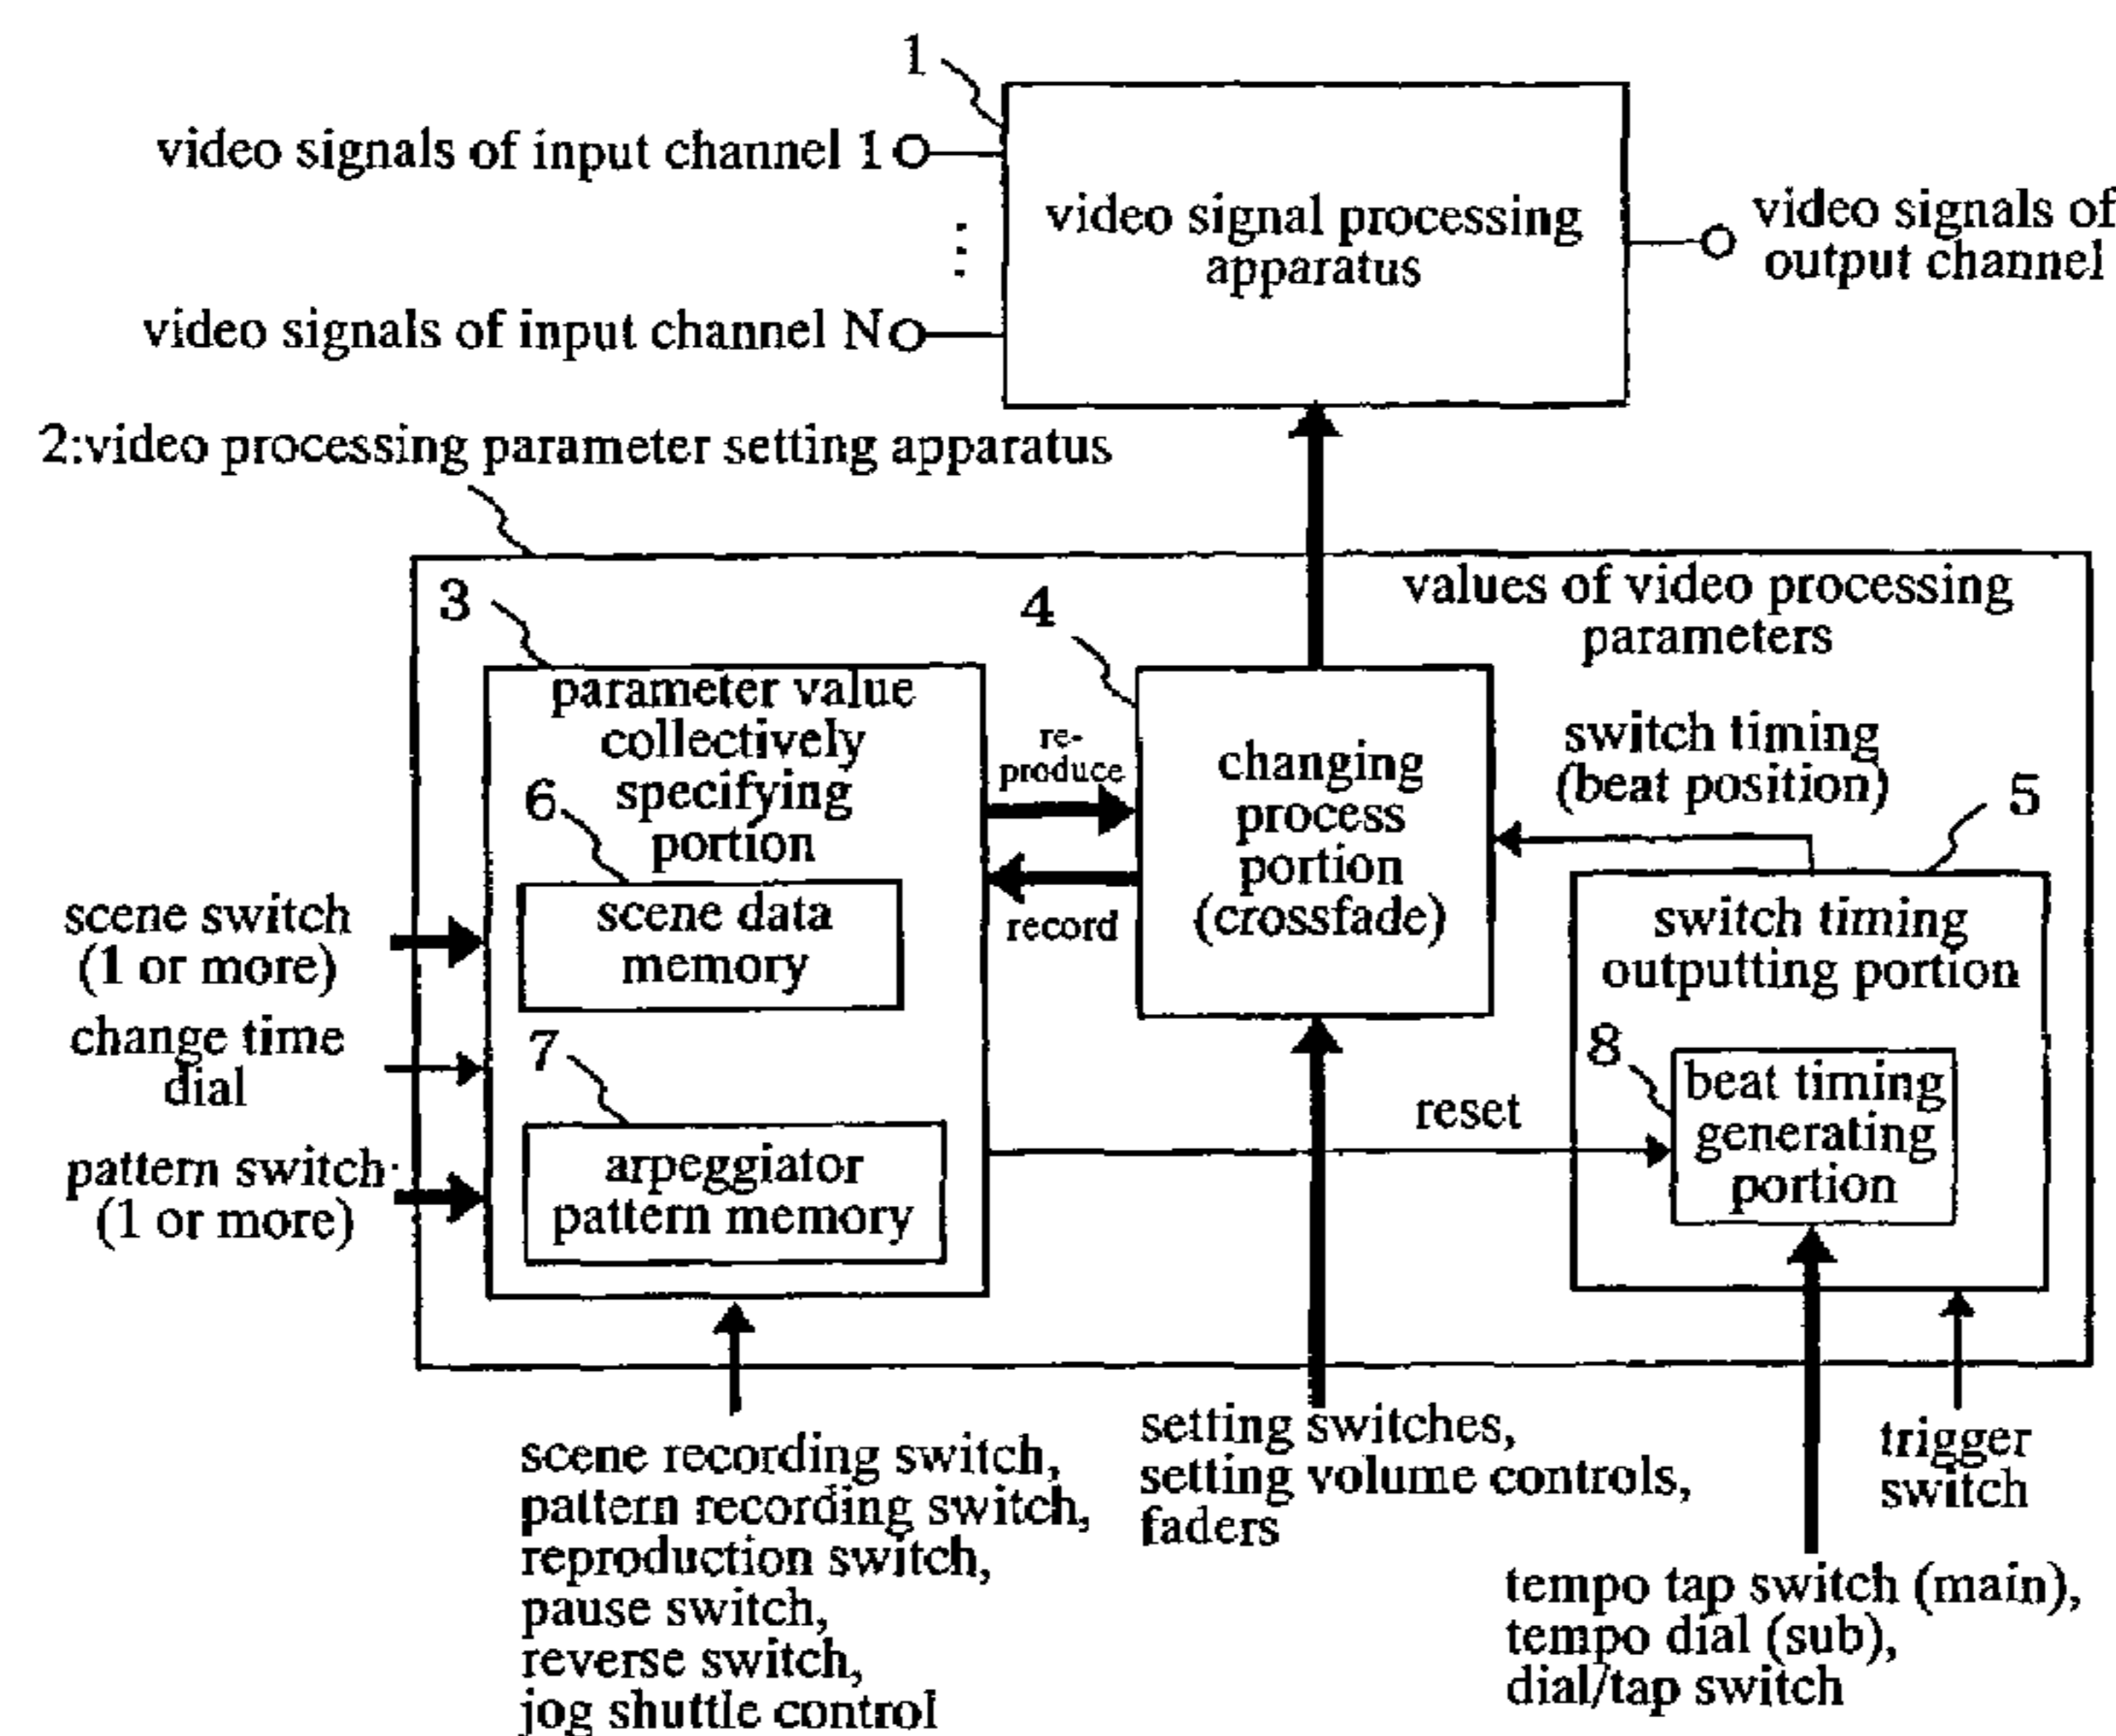 1
video signals of input channel 1
video signal processing
apparatus
video signals of
output channel
video signals of input channel N
2:video processing parameter setting apparatus
values of video processing
parameters
3
parameter value
collectively
specifying
portion
4
re-
produce
record
changing
process
portion
(crossfade)
switch timing
(beat position)
5
switch timing
outputting portion
6
scene data
memory
scene switch
(1 or more)
change time
dial
7
arpeggiator
pattern memory
pattern switch
(1 or more)
reset
8
beat timing
generating
portion
scene recording switch,
pattern recording switch,
reproduction switch,
pause switch,
reverse switch,
jog shuttle control
setting switches,
setting volume controls,
faders
trigger
switch
tempo tap switch (main),
tempo dial (sub),
dial/tap switch